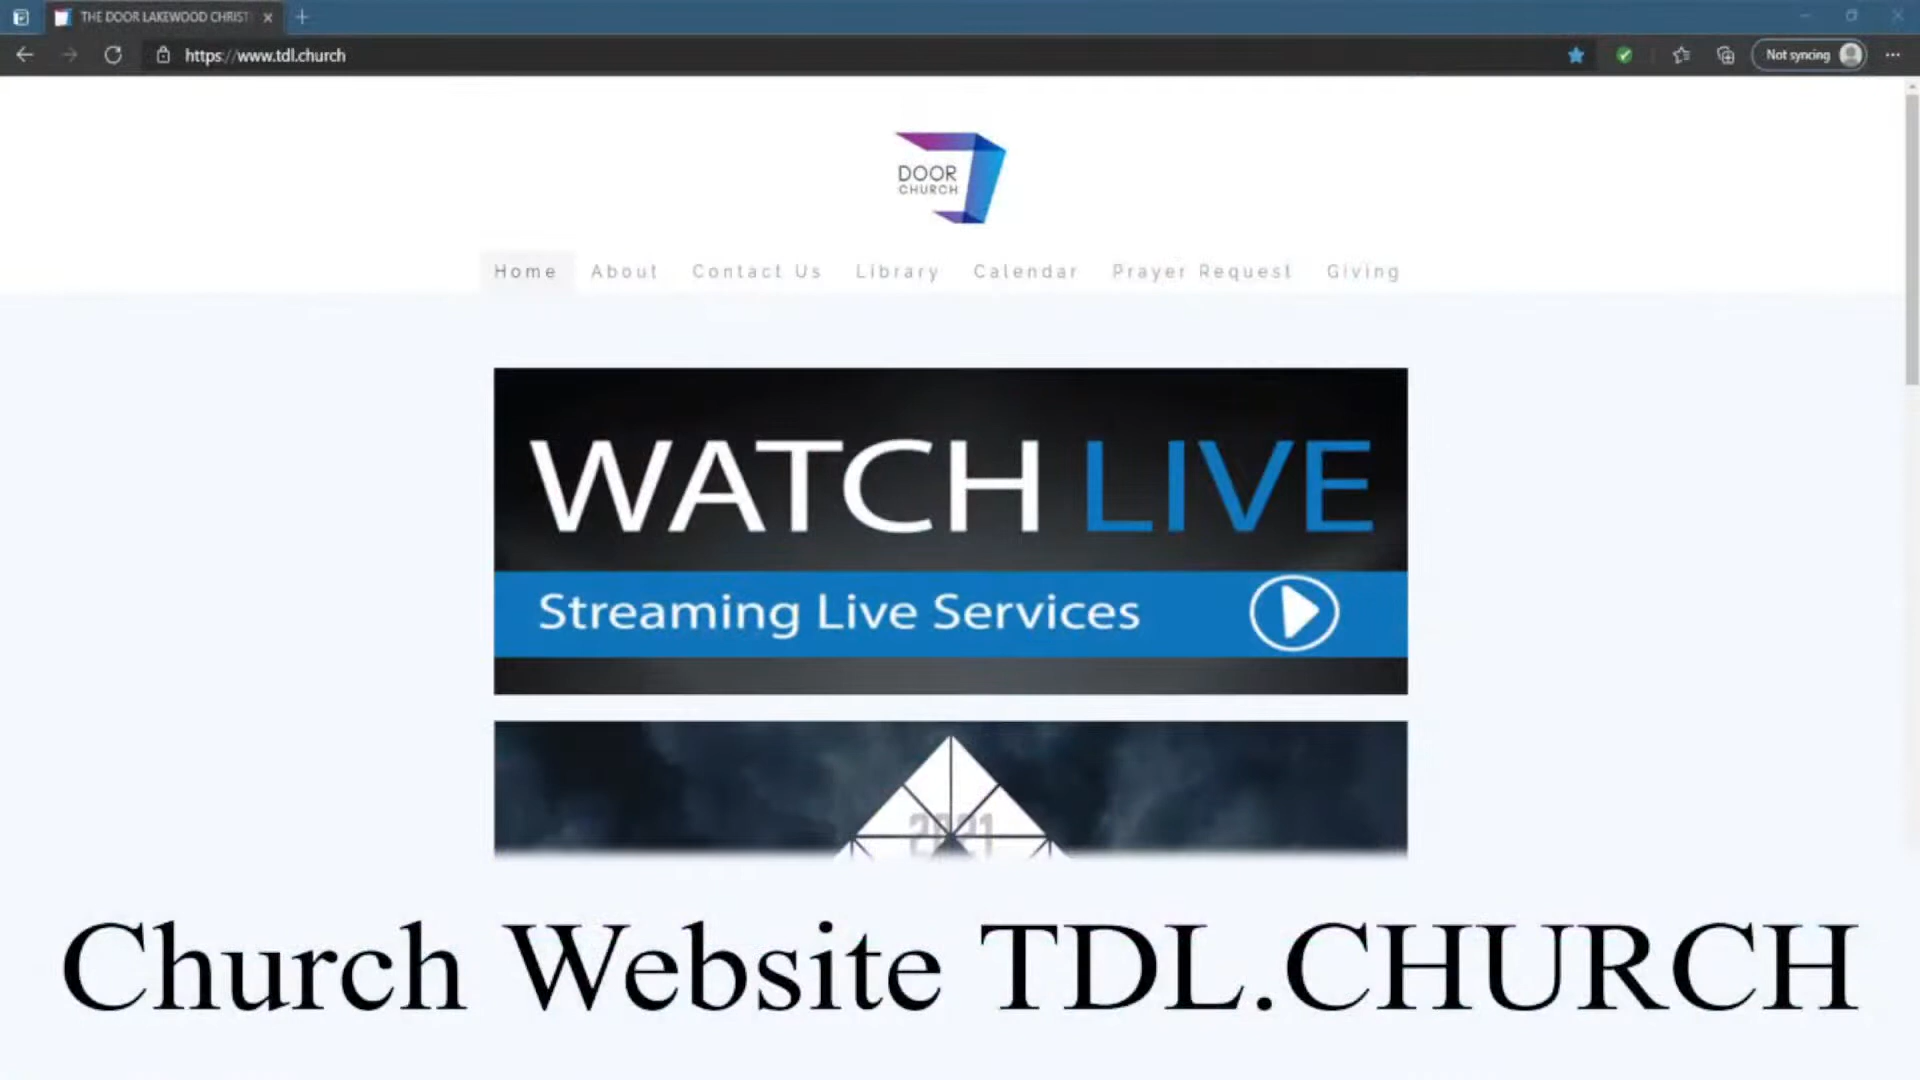 THE DOOR LAKEWOOD CHRIST
https://www.tdl.church
Not syncing
DOOR
CHURCH
Home About Contact Us Library Calendar Prayer Request Giving
WATCH LIVE
Streaming Live Services
2021
Church Website TDL.CHURCH